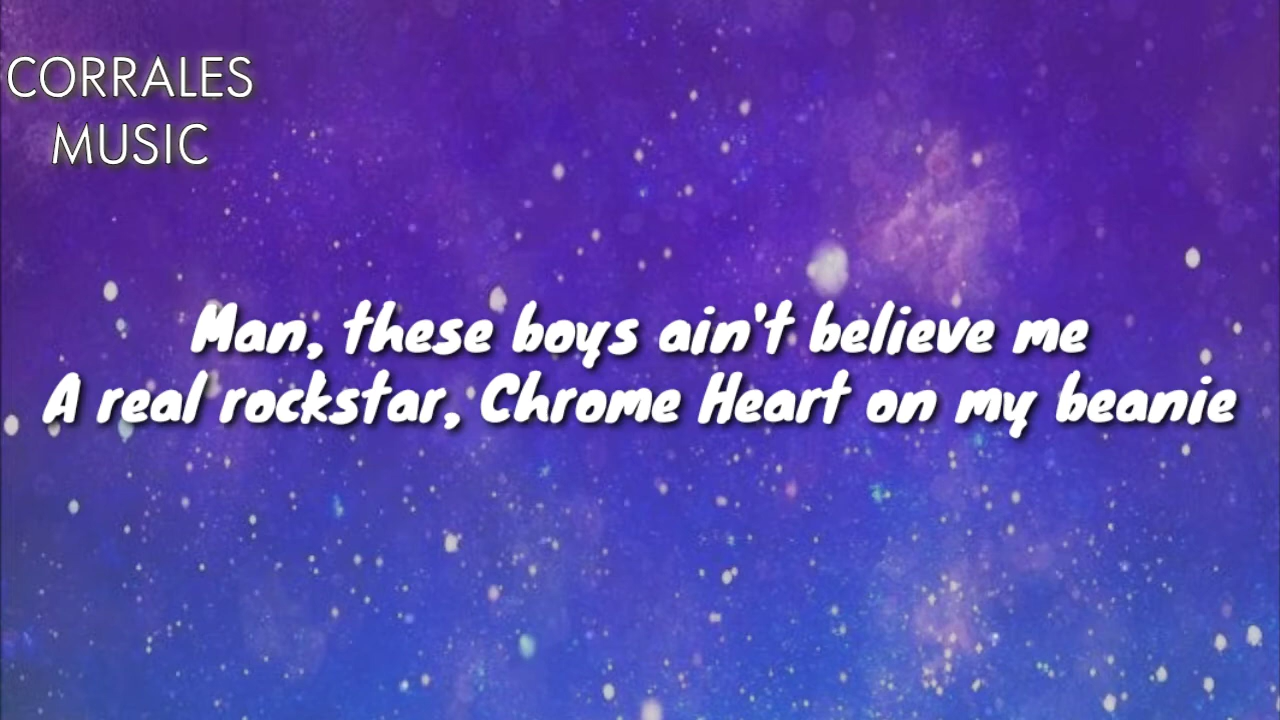 CORRALES
MUSIC
Man, these boys ain't believe me
A real rockstar, Chrome Heart on my beanie